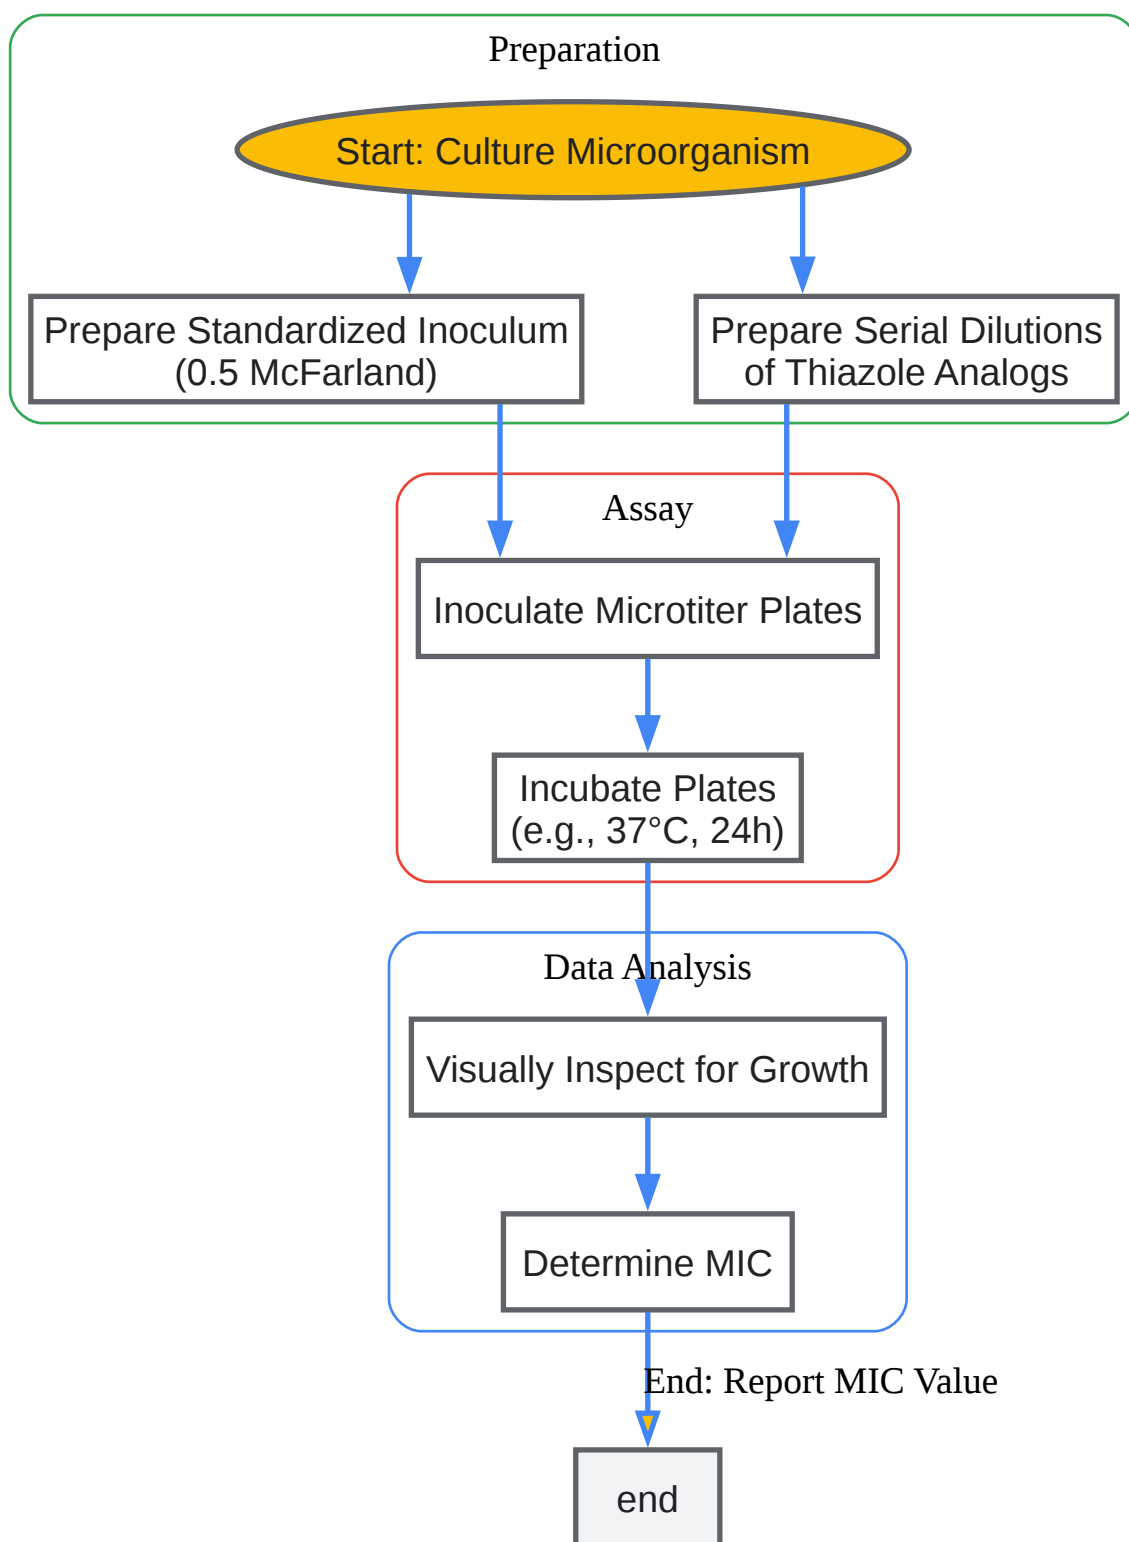 Preparation
Start: Culture Microorganism
Prepare Standardized Inoculum
(0.5 McFarland)
Prepare Serial Dilutions
of Thiazole Analogs
Assay
Inoculate Microtiter Plates
Incubate Plates
(e.g., 37°C, 24h)
Data Analysis
Visually Inspect for Growth
Determine MIC
End: Report MIC Value
end